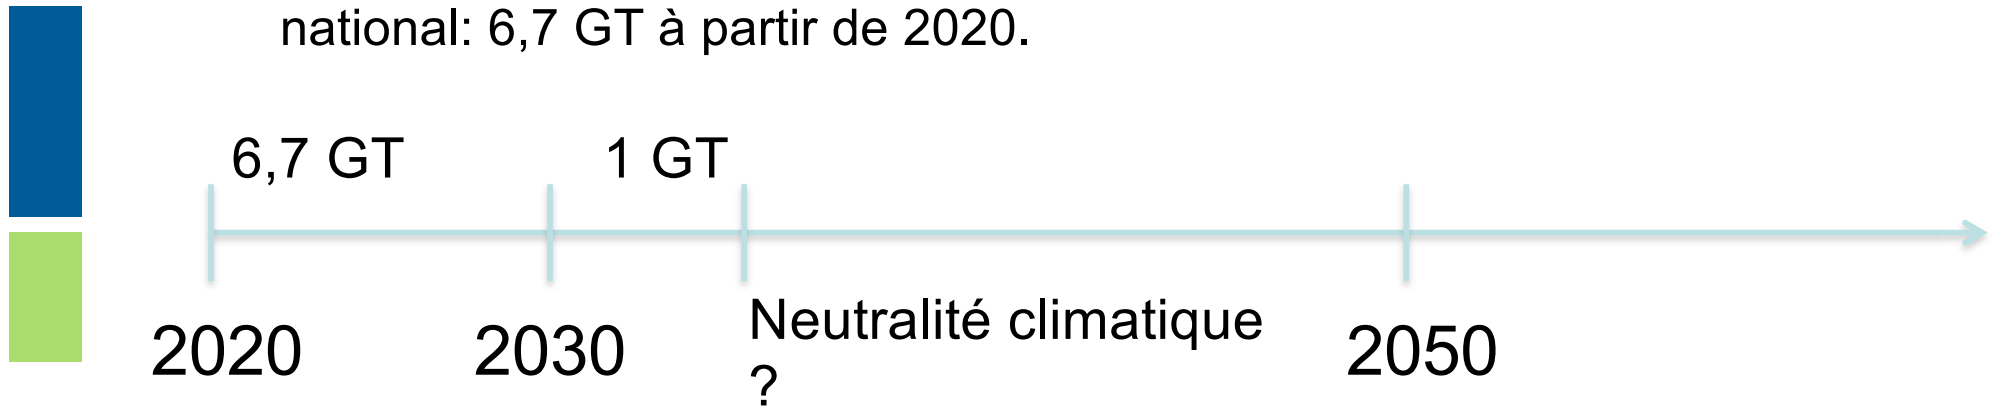 national: 6,7 GT à partir de 2020.
6,7 GT
1 GT
2020
2030
Neutralité climatique
?
2050